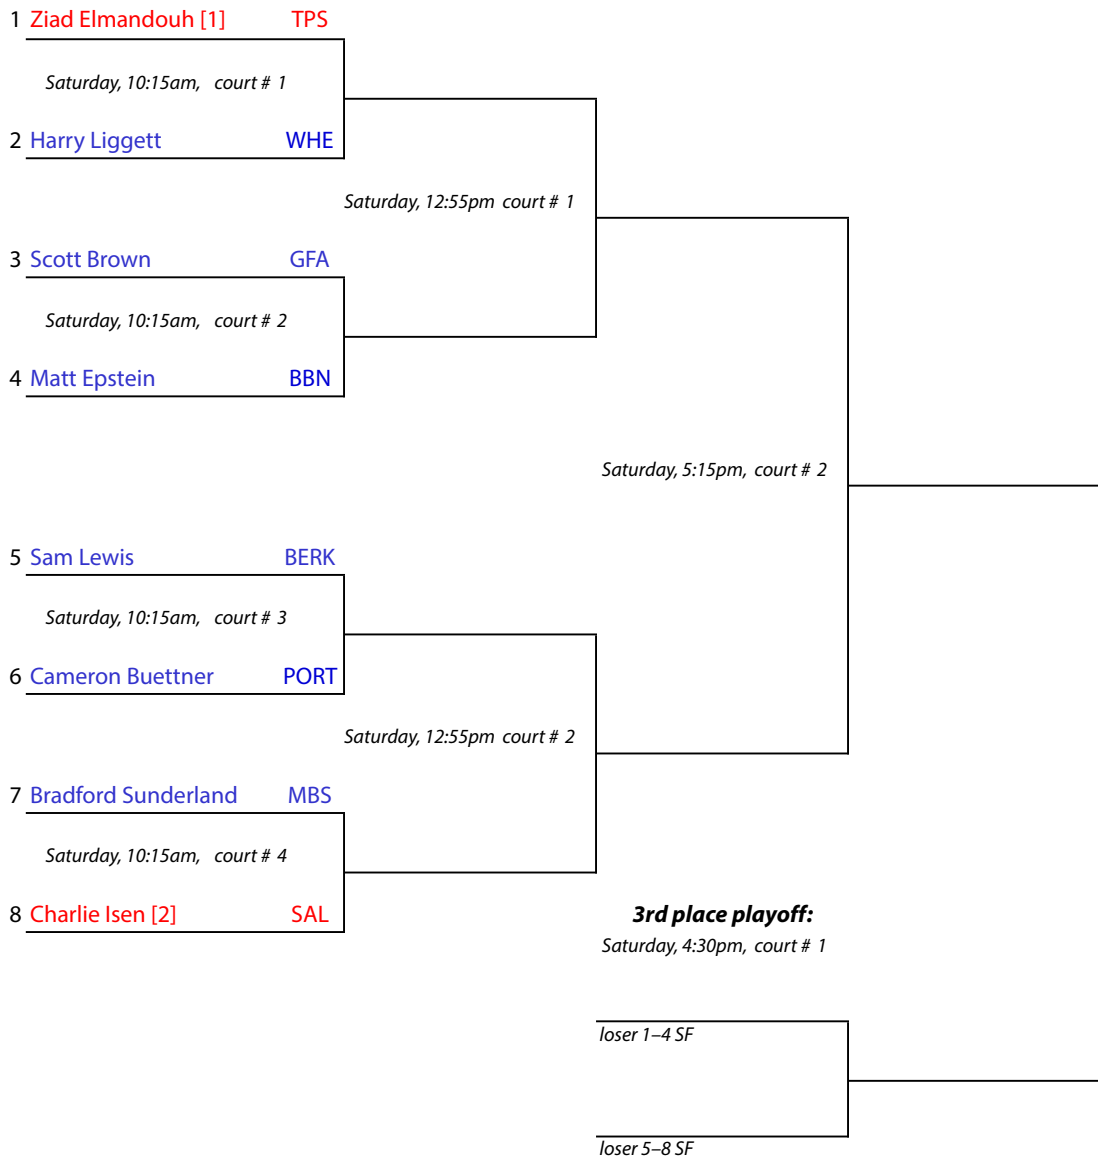 1 Ziad Elmandouh [1] TPS
Saturday, 10:15am, court # 1
2 Harry Liggett WHE
Saturday, 12:55pm court # 1
3 Scott Brown GFA
Saturday, 10:15am, court # 2
4 Matt Epstein BBN
Saturday, 5:15pm, court # 2
5 Sam Lewis BERK
Saturday, 10:15am, court # 3
6 Cameron Buettner PORT
Saturday, 12:55pm court # 2
7 Bradford Sunderland MBS
Saturday, 10:15am, court # 4
8 Charlie Isen [2] SAL
3rd place playoff:
Saturday, 4:30pm, court # 1
loser 1–4 SF
loser 5–8 SF